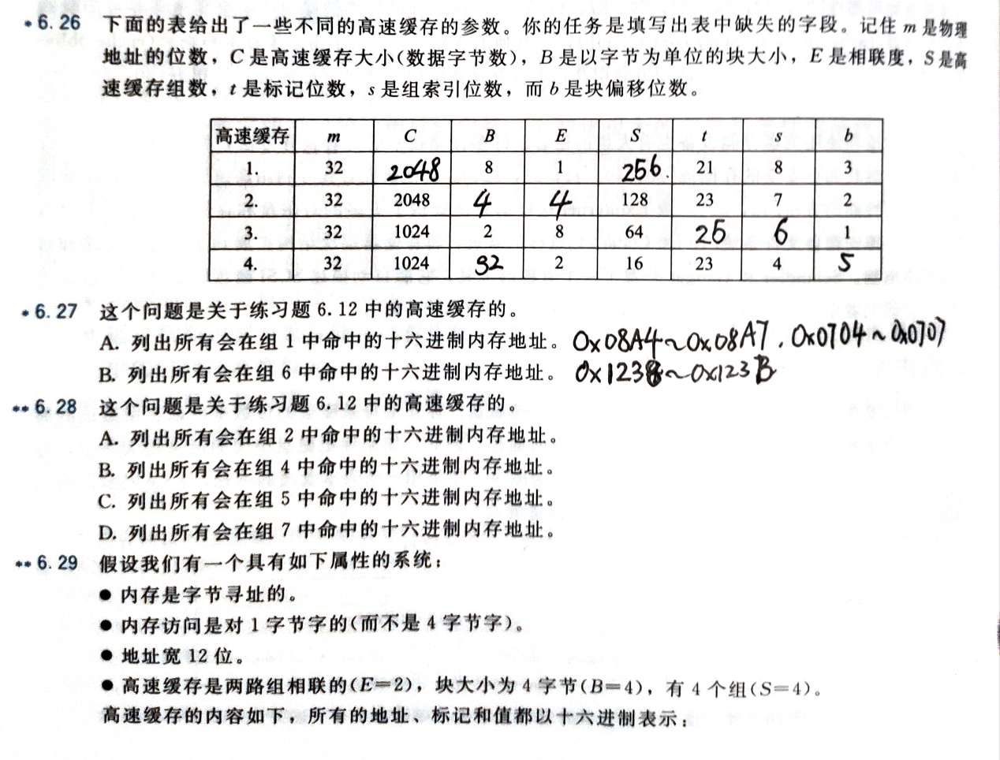 *6.26 下面的表给出了一些不同的高速缓存的参数。你的任务是填写出表中缺失的字段。记住 m 是物理
地址的位数，C 是高速缓存大小(数据字节数)，B 是以字节为单位的块大小，E 是相联度，S 是高
速缓存组数，t 是标记位数，s 是组索引位数，而 b 是块偏移位数。
高速缓存 m C B E S t s b
1. 32 2048 8 1 256 21 8 3
2. 32 2048 4 4 128 23 7 2
3. 32 1024 2 8 64 25 6 1
4. 32 1024 32 2 16 23 4 5
*6.27 这个问题是关于练习题 6.12 中的高速缓存的。
A. 列出所有会在组 1 中命中的十六进制内存地址。 0x08A4~0x08A7, 0x0704~0x0707
B. 列出所有会在组 6 中命中的十六进制内存地址。 0x1238~0x123B
**6.28 这个问题是关于练习题 6.12 中的高速缓存的。
A. 列出所有会在组 2 中命中的十六进制内存地址。
B. 列出所有会在组 4 中命中的十六进制内存地址。
C. 列出所有会在组 5 中命中的十六进制内存地址。
D. 列出所有会在组 7 中命中的十六进制内存地址。
**6.29 假设我们有一个具有如下属性的系统：
● 内存是字节寻址的。
● 内存访问是对 1 字节字的(而不是 4 字节字)。
● 地址宽 12 位。
● 高速缓存是两路组相联的(E=2)，块大小为 4 字节(B=4)，有 4 个组(S=4)。
高速缓存的内容如下，所有的地址、标记和值都以十六进制表示：